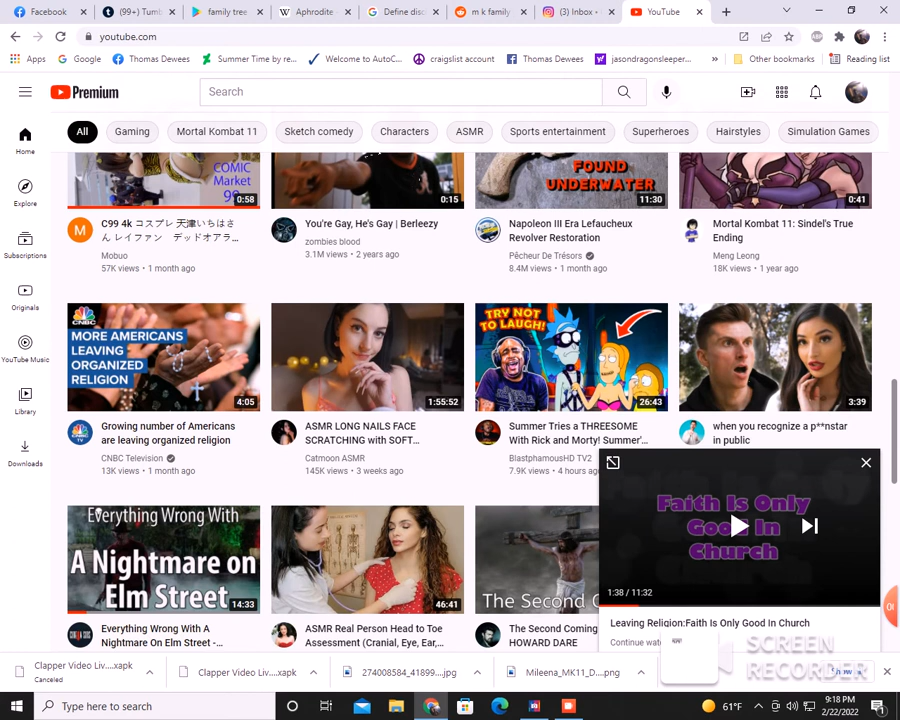 Facebook
(99+) Tumb
family tree
Aphrodite -
Define disc
m k family
(3) Inbox •
YouTube
youtube.com
ABP
Apps
Google
Thomas Dewees
Summer Time by re...
Welcome to AutoC...
craigslist account
Thomas Dewees
jasondragonsleeper...
»
Other bookmarks
Reading list
Premium
Search
All
Gaming
Mortal Kombat 11
Sketch comedy
Characters
ASMR
Sports entertainment
Superheroes
Hairstyles
Simulation Games
Home
Explore
Subscriptions
Originals
YouTube Music
Library
Downloads
COMIC
Market
99
0:58
0:15
FOUND
UNDERWATER
11:30
0:41
M
C99 4k コスプレ 天津いちはさ
ん レイファン デッドオアラ...
Mobuo
57K views • 1 month ago
You're Gay, He's Gay | Berleezy
zombies blood
3.1M views • 2 years ago
Napoleon III Era Lefaucheux
Revolver Restoration
Pêcheur De Trésors
8.4M views • 1 month ago
Mortal Kombat 11: Sindel's True
Ending
Meng Leong
18K views • 1 year ago
CNBC
MORE AMERICANS
LEAVING
ORGANIZED
RELIGION
4:05
1:55:52
TRY NOT
TO LAUGH!
26:43
3:39
Growing number of Americans
are leaving organized religion
CNBC Television
13K views • 1 month ago
ASMR LONG NAILS FACE
SCRATCHING with SOFT...
Catmoon ASMR
145K views • 3 weeks ago
Summer Tries a THREESOME
With Rick and Morty! Summer'...
BlastphamousHD TV2
7.9K views • 4 hours ago
when you recognize a p**nstar
in public
Everything Wrong With
A Nightmare on
Elm Street
14:33
46:41
The Second C
Everything Wrong With A
Nightmare On Elm Street -...
ASMR Real Person Head to Toe
Assessment (Cranial, Eye, Ear,...
The Second Coming
HOWARD DARE
Faith Is Only
Good In
Church
1:38 / 11:32
Leaving Religion:Faith Is Only Good In Church
Continue wat
SCREEN
RECORDER
Clapper Video Liv....xapk
Canceled
Clapper Video Liv....xapk
274008584_41899...jpg
Mileena_MK11_D....png
Type here to search
61°F
9:18 PM
2/22/2022